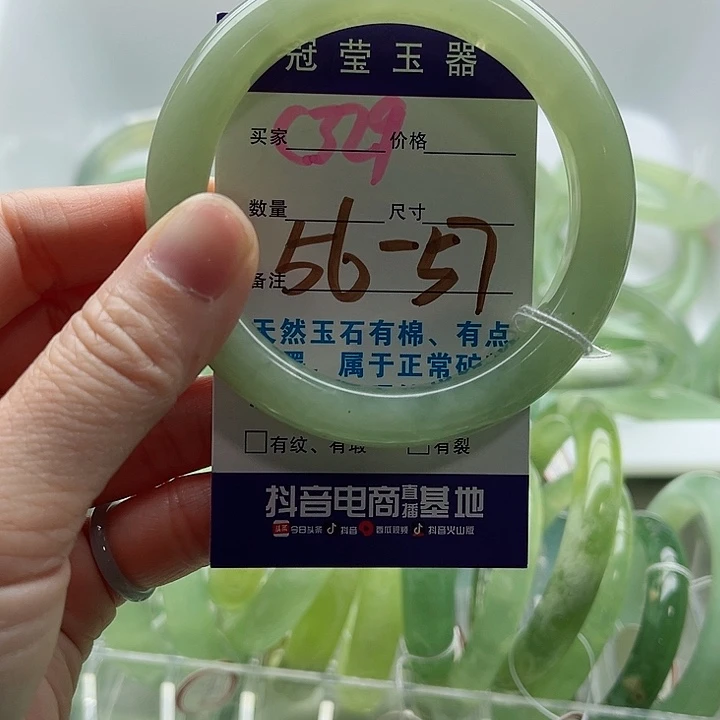 冠莹玉器
买家 C329 价格
数量 尺寸
备注 56-57
天然玉石有棉、有点
属于正常矿
有纹、有瑕 有裂
抖音电商直播基地
今日头条 抖音 西瓜视频 抖音火山版